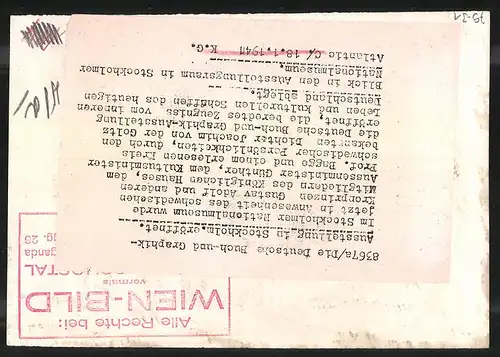 8367a/Die Deutsche Buch-und Graphik-
Ausstellung in Stockholm.eröffnet.
Im Stockholmer Nationalmuseum wurde
jetzt in Anwesenheit des schwedischen
Kronprinzen Gustav Adolf und anderen
Mitgliedern des Königlichen Hauses, dem
Aussenminister Günther, dem Kultusminister
Prof. Bagge und einem erlesenen Kreis
schwedischer Persönlichkeiten, durch den
bekannten Dichter Joachim von der Goltz
die Deutsche Buch-und Graphik-Ausstellung
eröffnet, die beredtes Zeugniss vom inneren
Leben und kulturellen Schaffen des heutigen
Deutschland ablegt.
Blick in den Ausstellungsraum in Stockholmer
Nationalmuseum.
Atlantic C/ 18.1.1941 K.G.
Alle Rechte bei:
WIEN-BILD
vormals